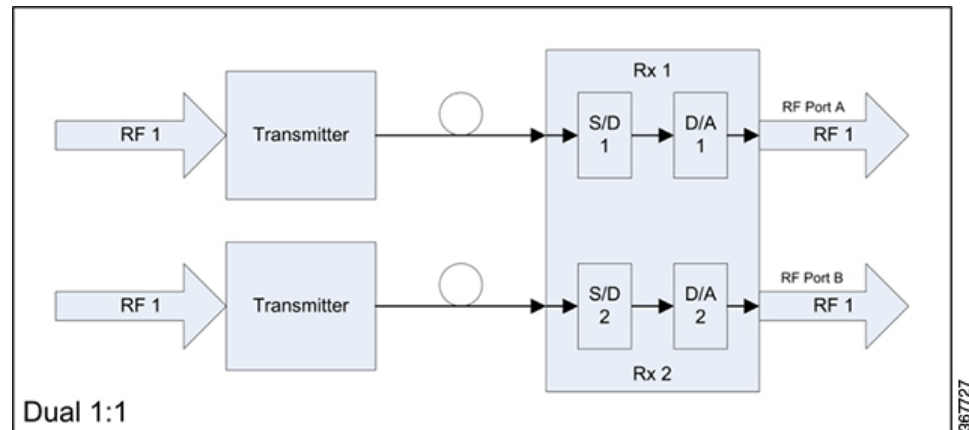 Rx 1
RF 1
Transmitter
S/D
1
D/A
1
RF Port A
RF 1
RF 1
Transmitter
S/D
2
D/A
2
RF Port B
RF 1
Rx 2
Dual 1:1
367727